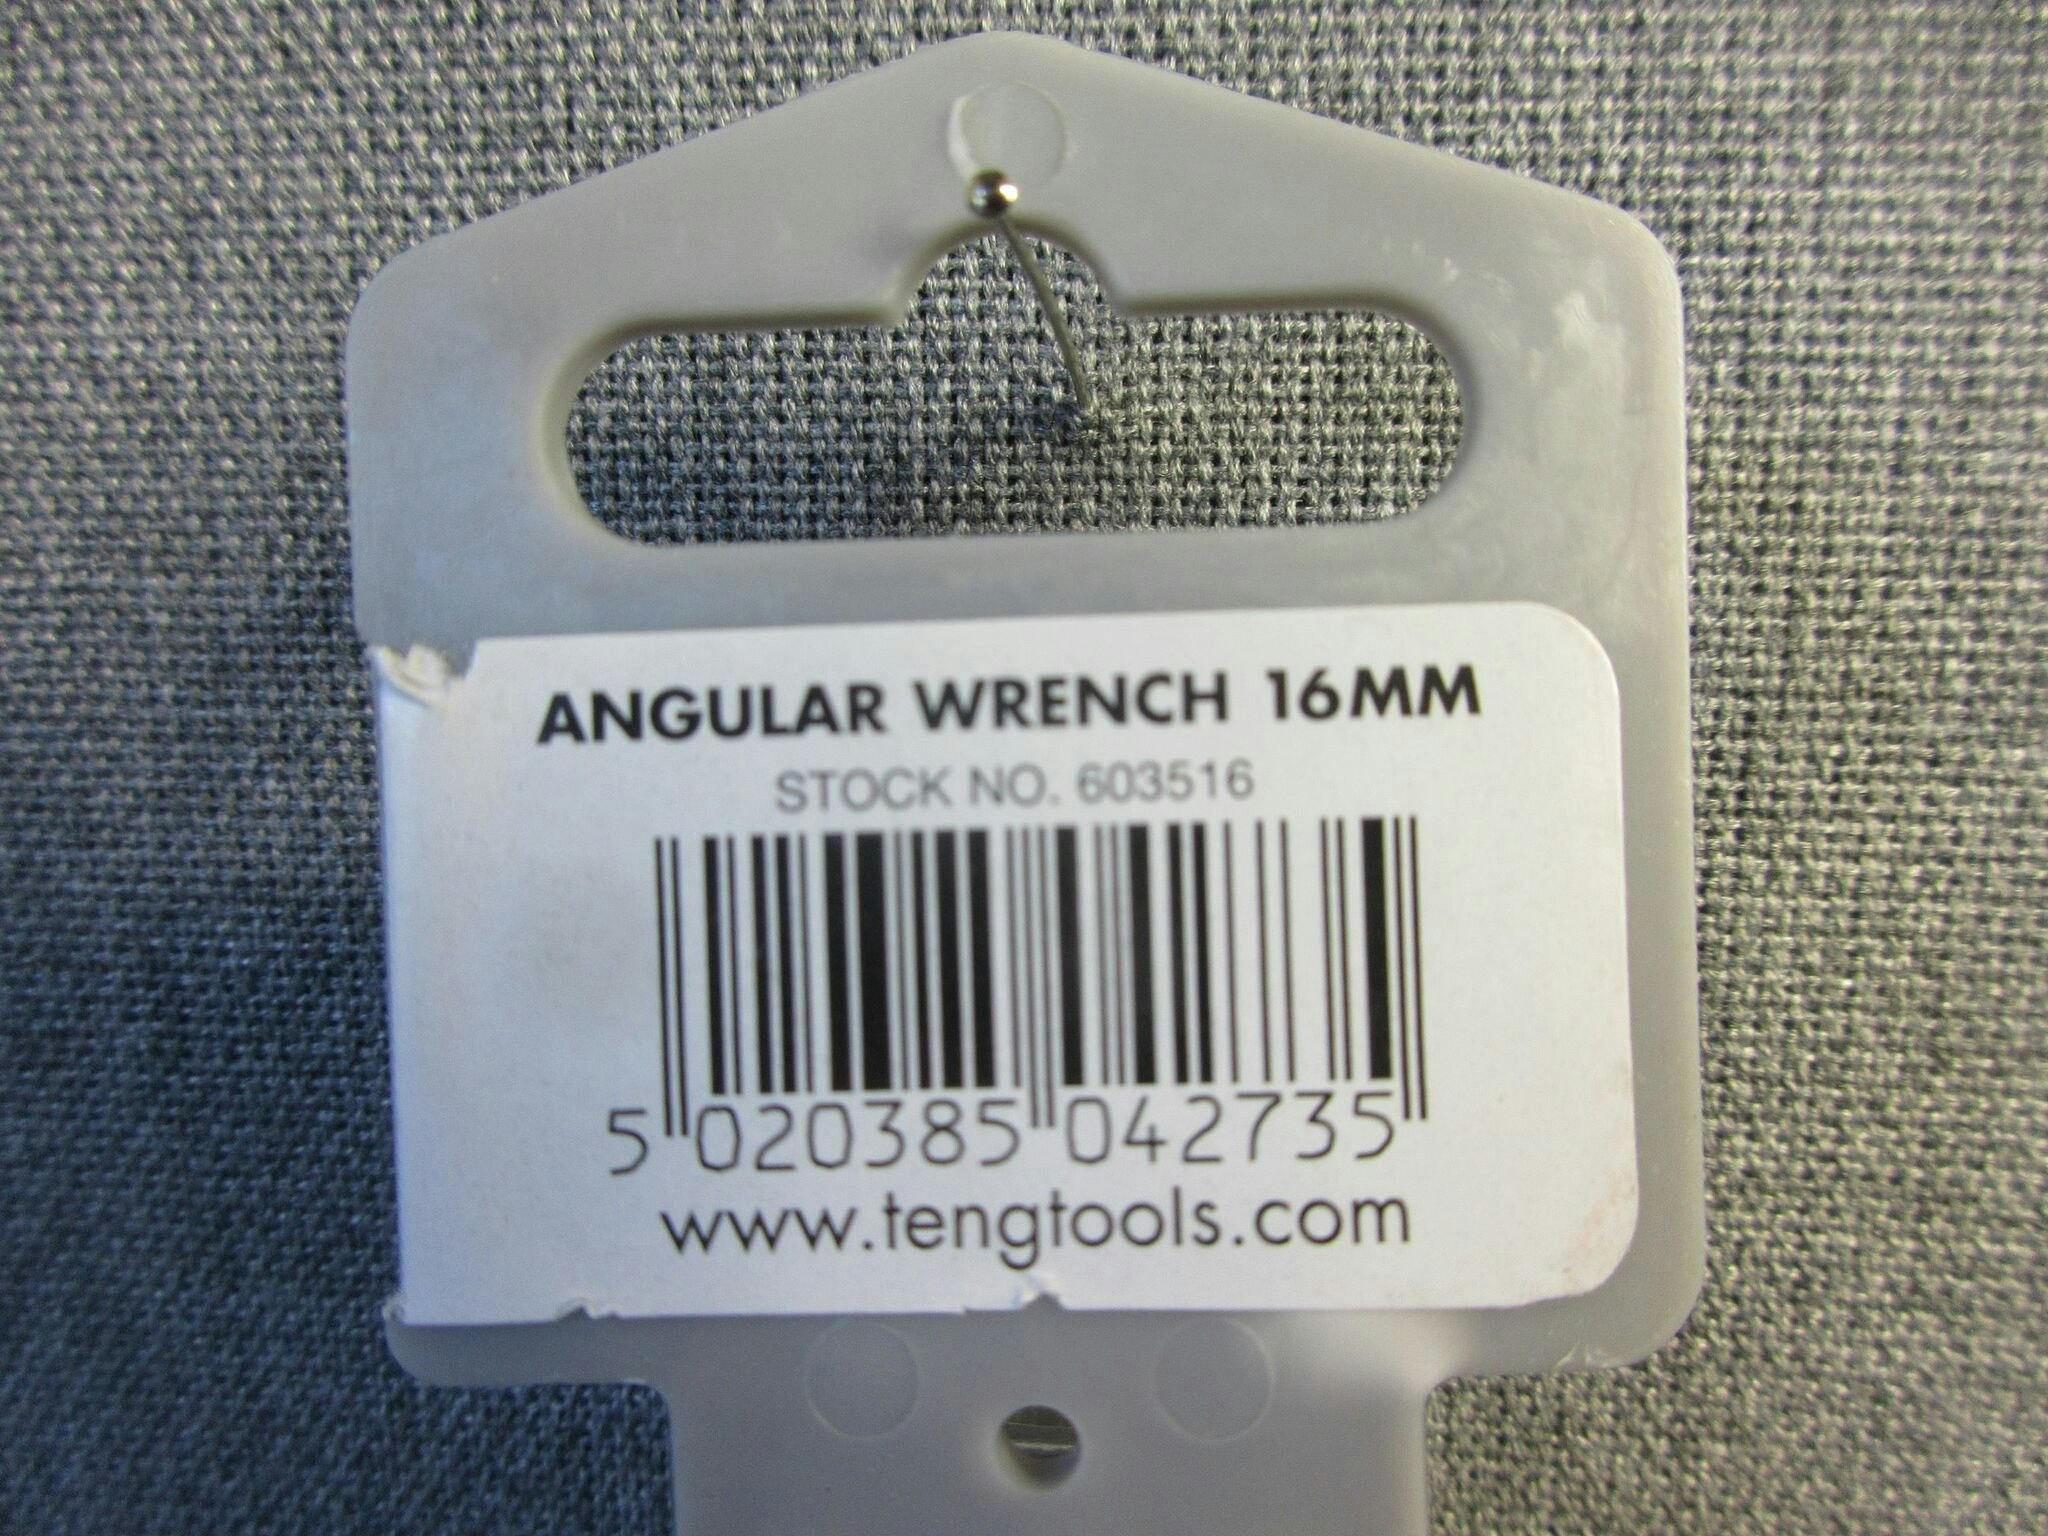 ANGULAR WRENCH 16MM
STOCK NO. 603516
5 020385 042735
www.tengtools.com